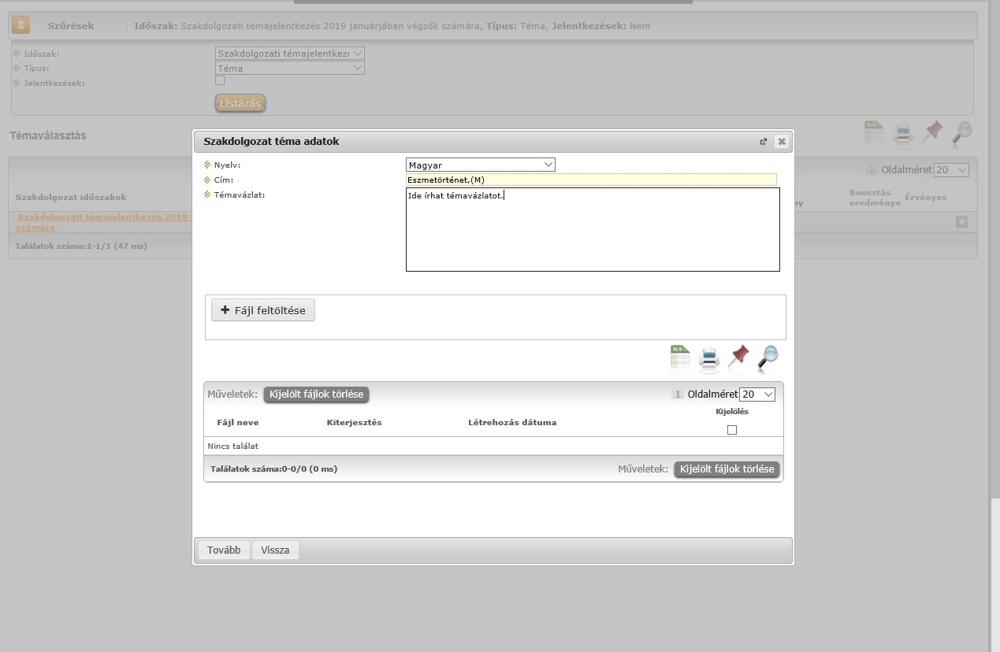 Szűrések
Időszak: Szakdolgozati témajelentkezés 2019 januárjában végzők számára, Típus: Téma, Jelentkezések: Nem
Időszak: Szakdolgozati témajelentkezé
Típus: Téma
Jelentkezések:
Listázás
Témaválasztás
XLS
1 Oldalméret 20
Szakdolgozat időszakok
ny
Beosztás eredménye
Érvényes
Szakdolgozati témajelentkezés 2019
számára
Találatok száma:1-1/1 (47 ms)
Szakdolgozat téma adatok
Nyelv: Magyar
Cím: Eszmetörténet,(M)
Témavázlat: Ide írhat témavázlatot.
Fájl feltöltése
XLS
Műveletek: Kijelölt fájlok törlése 1 Oldalméret 20
Fájl neve Kiterjesztés Létrehozás dátuma Kijelölés
Nincs találat
Találatok száma:0-0/0 (0 ms) Műveletek: Kijelölt fájlok törlése
Tovább Vissza